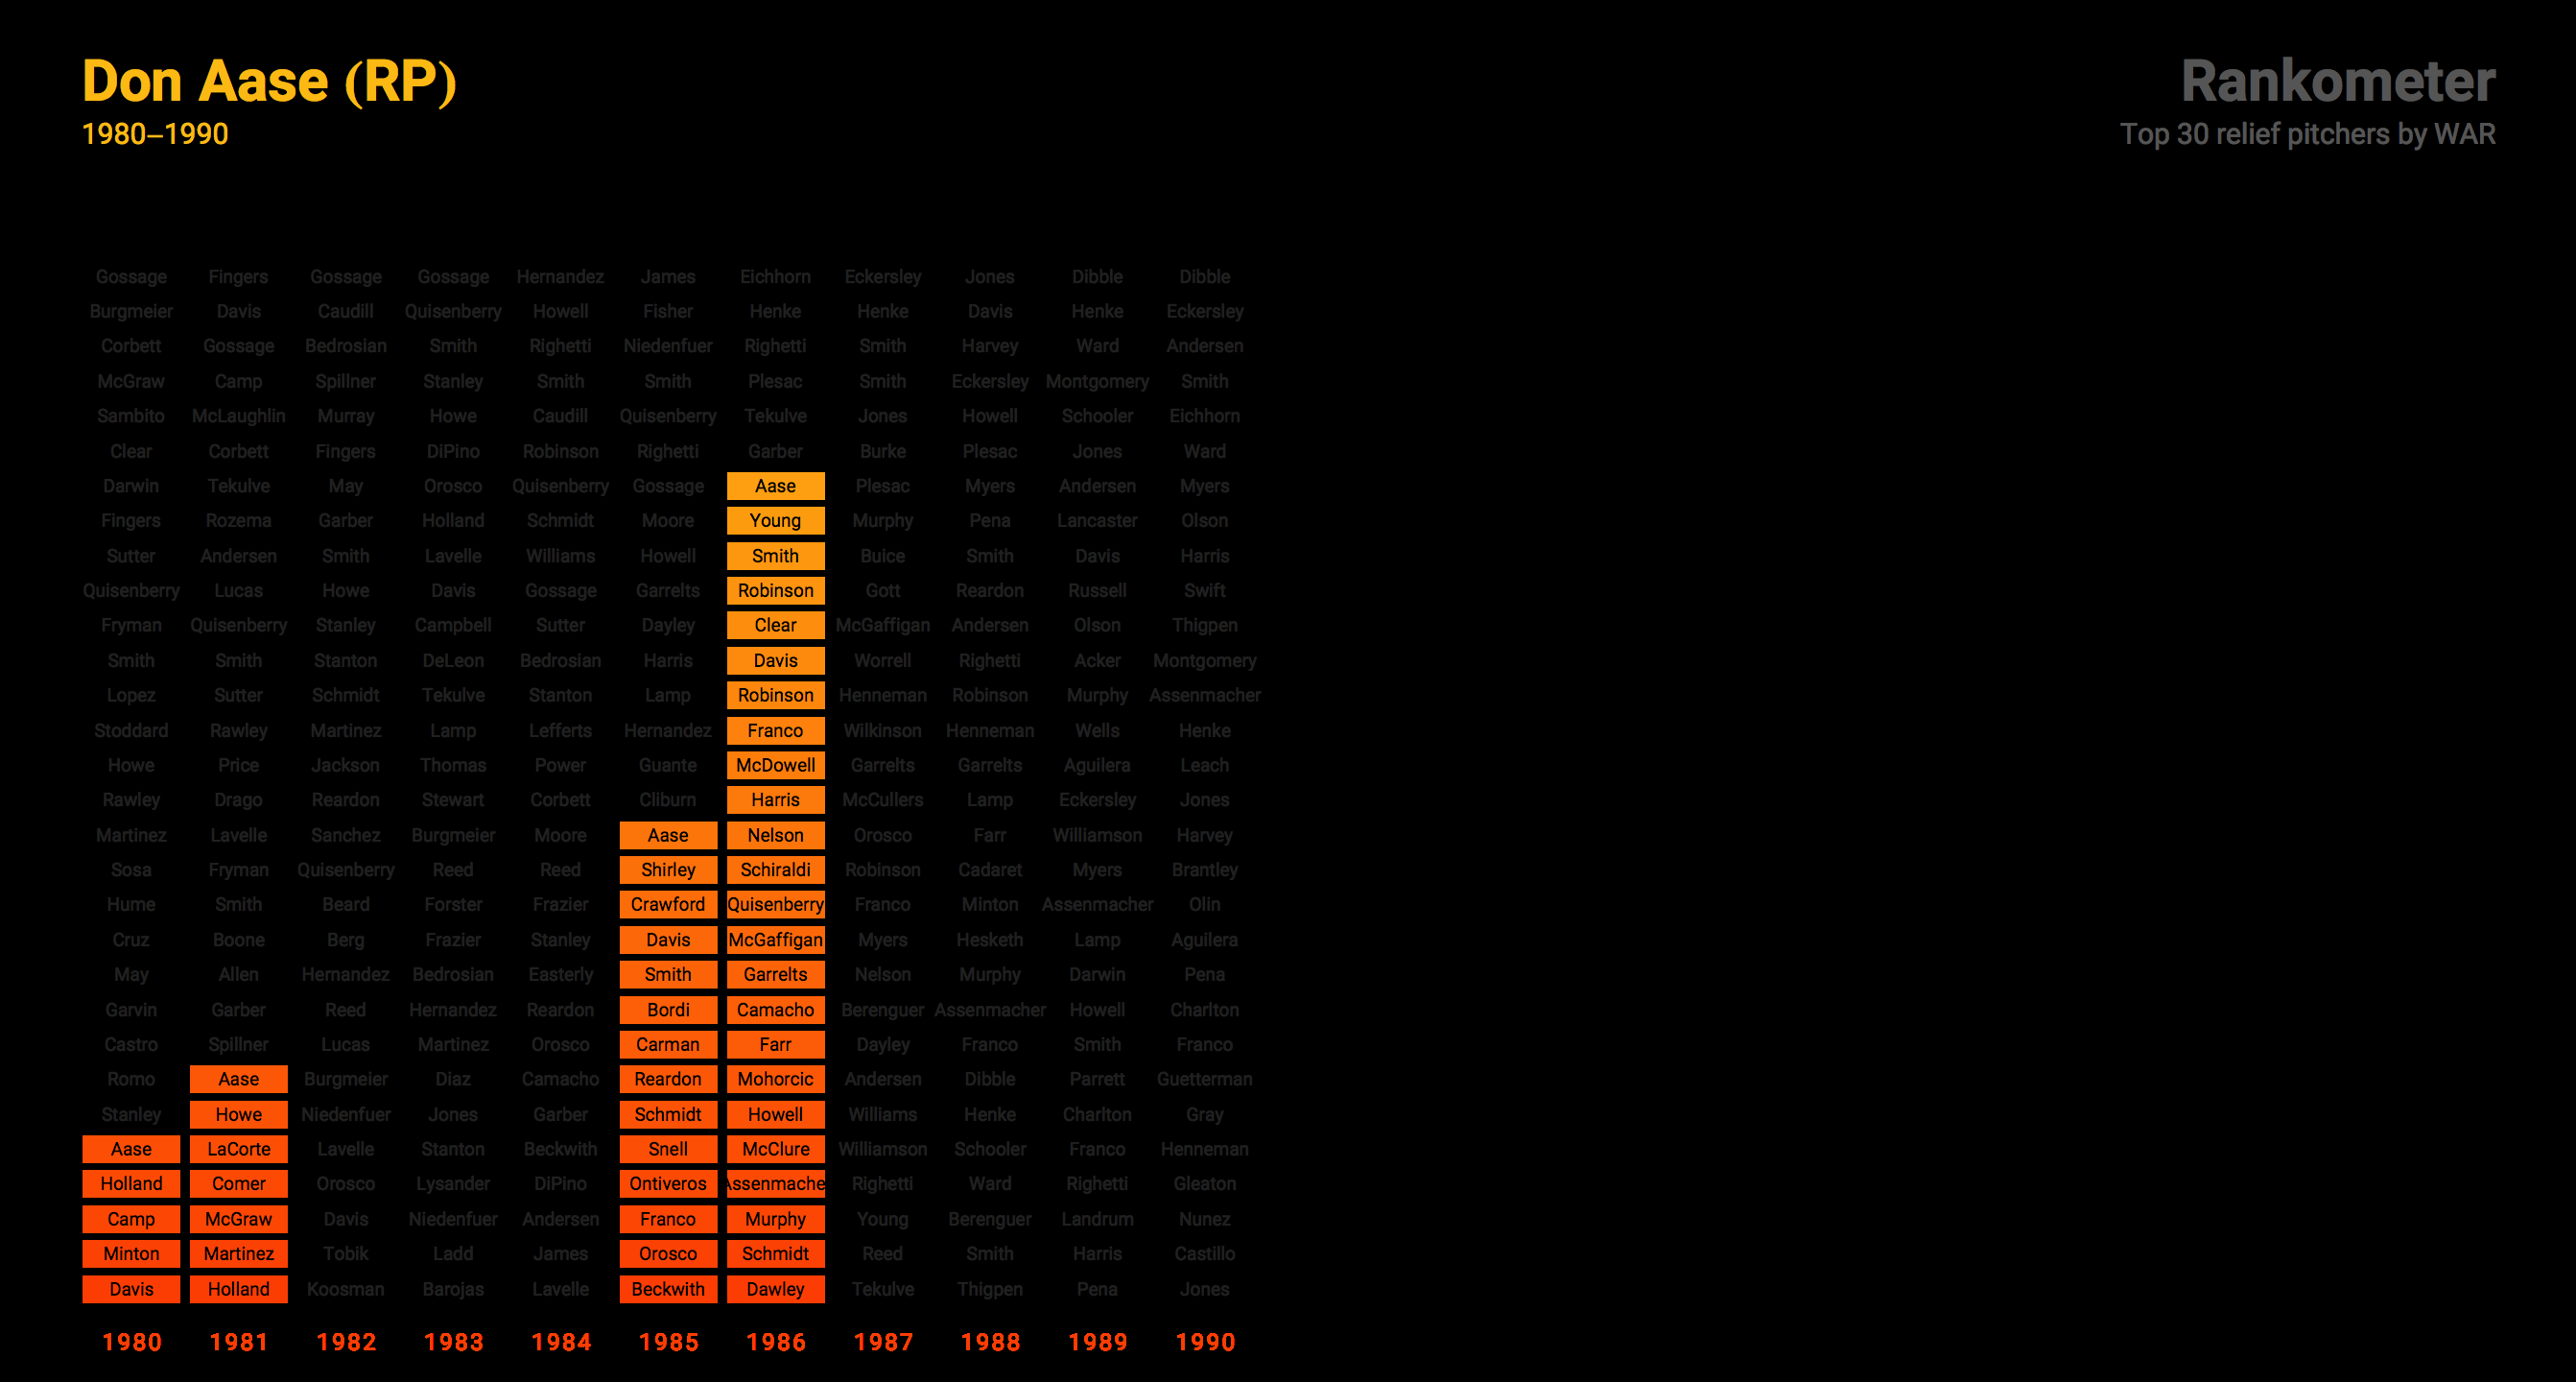 Don Aase (RP)
1980–1990
Rankometer
Top 30 relief pitchers by WAR
Gossage Fingers Gossage Gossage Hernandez James Eichhorn Eckersley Jones Dibble Dibble
Burgmeier Davis Caudill Quisenberry Howell Fisher Henke Henke Davis Henke Eckersley
Corbett Gossage Bedrosian Smith Righetti Niedenfuer Righetti Smith Harvey Ward Andersen
McGraw Camp Spillner Stanley Smith Smith Plesac Smith Eckersley Montgomery Smith
Sambito McLaughlin Murray Howe Caudill Quisenberry Tekulve Jones Howell Schooler Eichhorn
Clear Corbett Fingers DiPino Robinson Righetti Garber Burke Plesac Jones Ward
Darwin Tekulve May Orosco Quisenberry Gossage Aase Plesac Myers Andersen Myers
Fingers Rozema Garber Holland Schmidt Moore Young Murphy Pena Lancaster Olson
Sutter Andersen Smith Lavelle Williams Howell Smith Buice Smith Davis Harris
Quisenberry Lucas Howe Davis Gossage Garrelts Robinson Gott Reardon Russell Swift
Fryman Quisenberry Stanley Campbell Sutter Dayley Clear McGaffigan Andersen Olson Thigpen
Smith Smith Stanton DeLeon Bedrosian Harris Davis Worrell Righetti Acker Montgomery
Lopez Sutter Schmidt Tekulve Stanton Lamp Robinson Henneman Robinson Murphy Assenmacher
Stoddard Rawley Martinez Lamp Lefferts Hernandez Franco Wilkinson Henneman Wells Henke
Howe Price Jackson Thomas Power Guante McDowell Garrelts Garrelts Aguilera Leach
Rawley Drago Reardon Stewart Corbett Cliburn Harris McCullers Lamp Eckersley Jones
Martinez Lavelle Sanchez Burgmeier Moore Aase Nelson Orosco Farr Williamson Harvey
Sosa Fryman Quisenberry Reed Reed Shirley Schiraldi Robinson Cadaret Myers Brantley
Hume Smith Beard Forster Frazier Crawford Quisenberry Franco Minton Assenmacher Olin
Cruz Boone Berg Frazier Stanley Davis McGaffigan Myers Hesketh Lamp Aguilera
May Allen Hernandez Bedrosian Easterly Smith Garrelts Nelson Murphy Darwin Pena
Garvin Garber Reed Hernandez Reardon Bordi Camacho Berenguer Assenmacher Howell Charlton
Castro Spillner Lucas Martinez Orosco Carman Farr Dayley Franco Smith Franco
Romo Aase Burgmeier Diaz Camacho Reardon Mohorcic Andersen Dibble Parrett Guetterman
Stanley Howe Niedenfuer Jones Garber Schmidt Howell Williams Henke Charlton Gray
Aase LaCorte Lavelle Stanton Beckwith Snell McClure Williamson Schooler Franco Henneman
Holland Comer Orosco Lysander DiPino Ontiveros Assenmache Righetti Ward Righetti Gleaton
Camp McGraw Davis Niedenfuer Andersen Franco Murphy Young Berenguer Landrum Nunez
Minton Martinez Tobik Ladd James Orosco Schmidt Reed Smith Harris Castillo
Davis Holland Koosman Barojas Lavelle Beckwith Dawley Tekulve Thigpen Pena Jones
1980 1981 1982 1983 1984 1985 1986 1987 1988 1989 1990